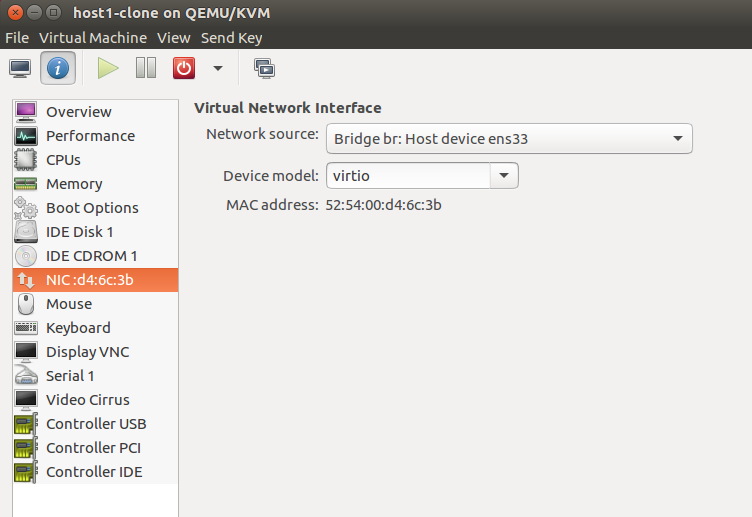 host1-clone on QEMU/KVM
File Virtual Machine View Send Key
Overview
Performance
CPUs
Memory
Boot Options
IDE Disk 1
IDE CDROM 1
NIC :d4:6c:3b
Mouse
Keyboard
Display VNC
Serial 1
Video Cirrus
Controller USB
Controller PCI
Controller IDE
Virtual Network Interface
Network source: Bridge br: Host device ens33
Device model: virtio
MAC address: 52:54:00:d4:6c:3b